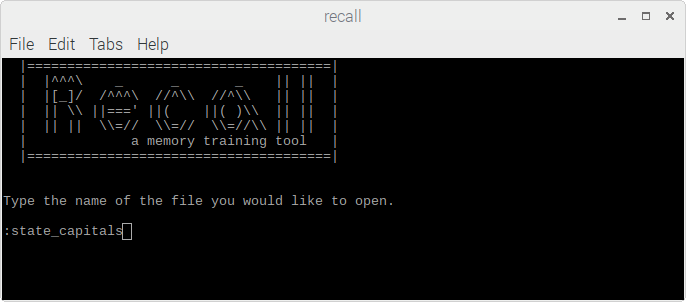 recall
File Edit Tabs Help
|======================================|
|  |^^^\    _      _       _    || ||  |
|  |[_]/  /^^^\  //^\\  //^\\   || ||  |
|  || \\ ||===' ||(    ||( )\\  || ||  |
|  || ||  \\=//  \\=//  \\=//\\ || ||  |
|             a memory training tool   |
|======================================|
Type the name of the file you would like to open.
:state_capitals